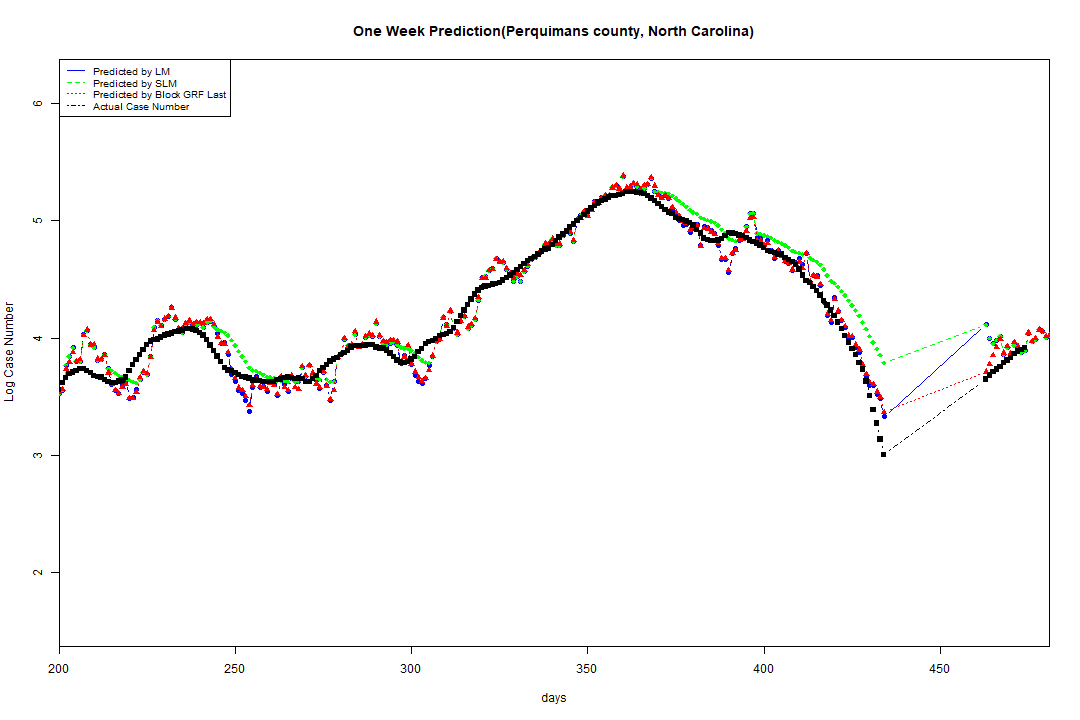 One Week Prediction(Perquimans county, North Carolina)
Predicted by LM
Predicted by SLM
Predicted by Block GRF Last
Actual Case Number
6
5
4
3
2
Log Case Number
200 250 300 350 400 450
days